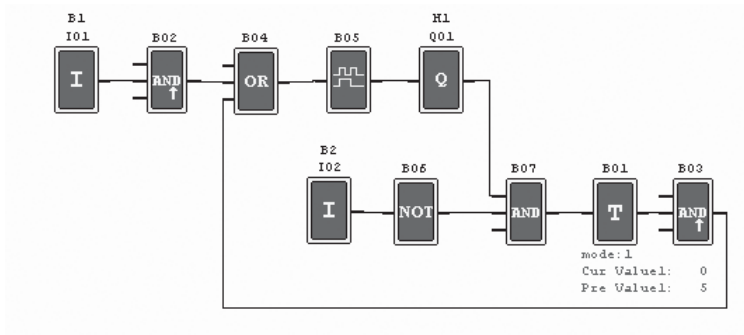 B1
I01
B02
B04
B05
H1
Q01
I
AND
OR
Q
B2
I02
B06
B07
B01
B03
I
NOT
AND
T
AND
mode:1
Cur Value1: 0
Pre Value1: 5